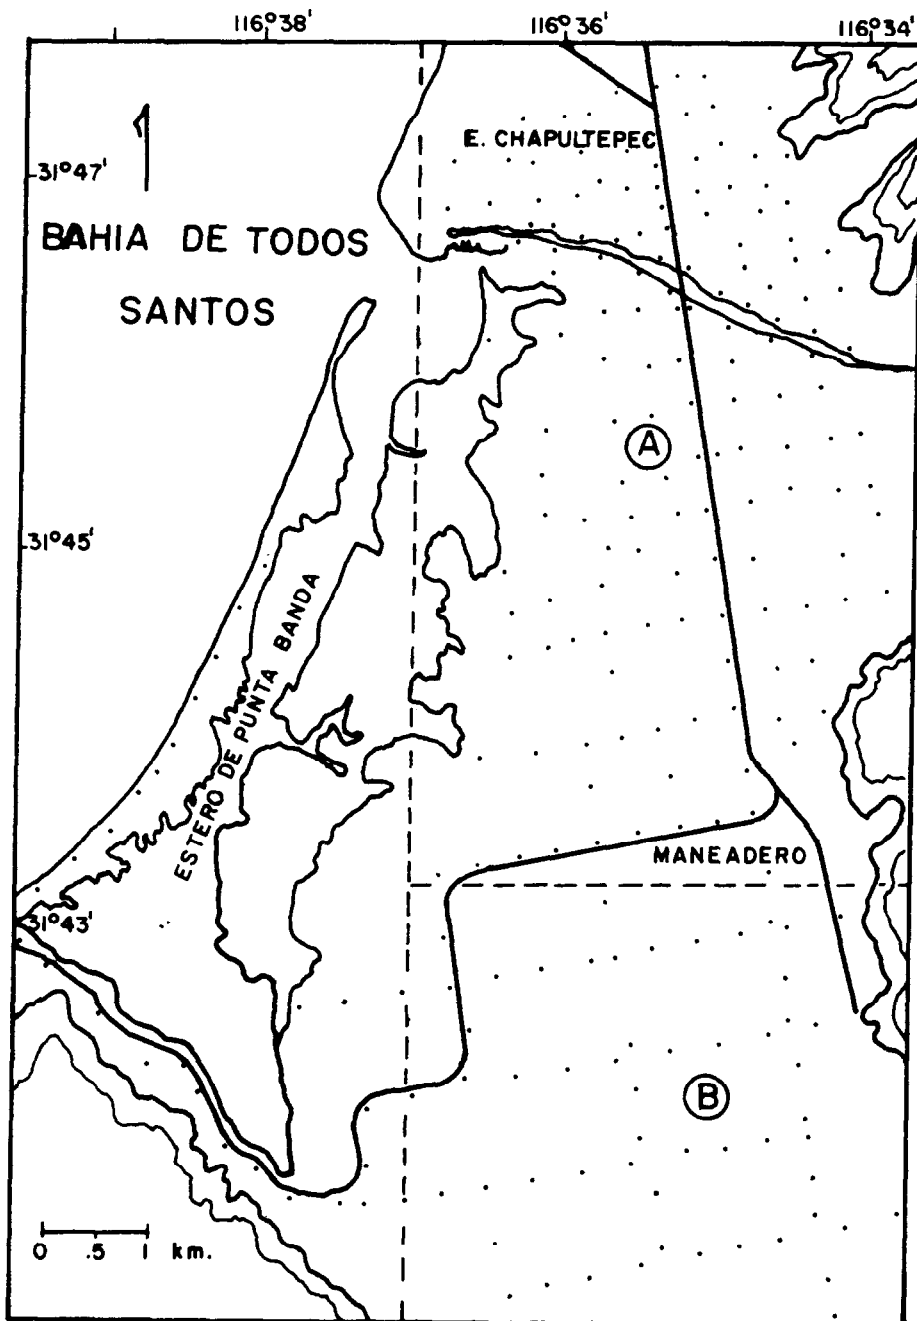 116°38' 116°36' 116°34'
E. CHAPULTEPEC
31°47'
BAHIA DE TODOS
SANTOS
A
31°45'
ESTERO DE PUNTA BANDA
MANEADERO
31°43'
B
0 .5 1 km.